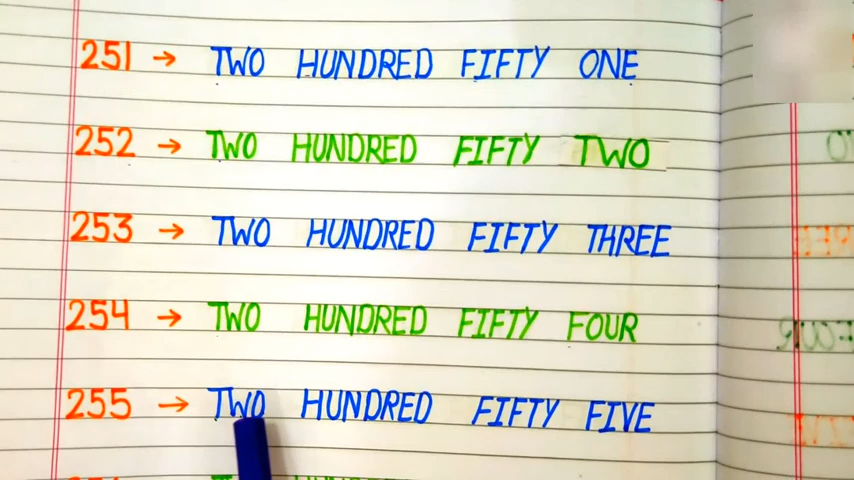 251 → TWO HUNDRED FIFTY ONE
252 → TWO HUNDRED FIFTY TWO
253 → TWO HUNDRED FIFTY THREE
254 → TWO HUNDRED FIFTY FOUR
255 → TWO HUNDRED FIFTY FIVE